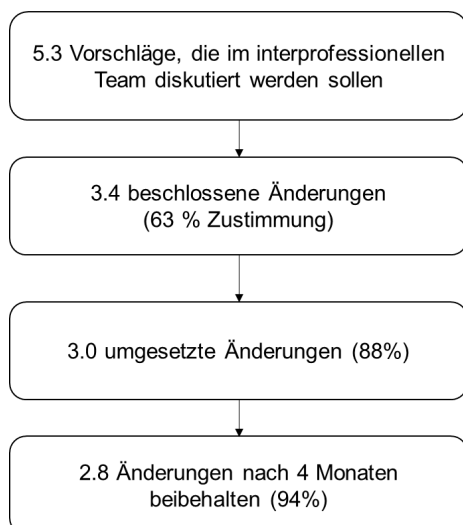 5.3 Vorschläge, die im interprofessionellen
Team diskutiert werden sollen
3.4 beschlossene Änderungen
(63 % Zustimmung)
3.0 umgesetzte Änderungen (88%)
2.8 Änderungen nach 4 Monaten
beibehalten (94%)